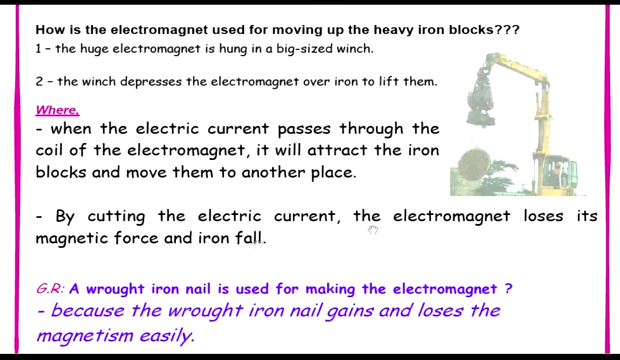 How is the electromagnet used for moving up the heavy iron blocks???
1 – the huge electromagnet is hung in a big-sized winch.
2 – the winch depresses the electromagnet over iron to lift them.
Where,
- when the electric current passes through the
coil of the electromagnet, it will attract the iron
blocks and move them to another place.
- By cutting the electric current, the electromagnet loses its
magnetic force and iron fall.
G.R: A wrought iron nail is used for making the electromagnet ?
- because the wrought iron nail gains and loses the
magnetism easily.